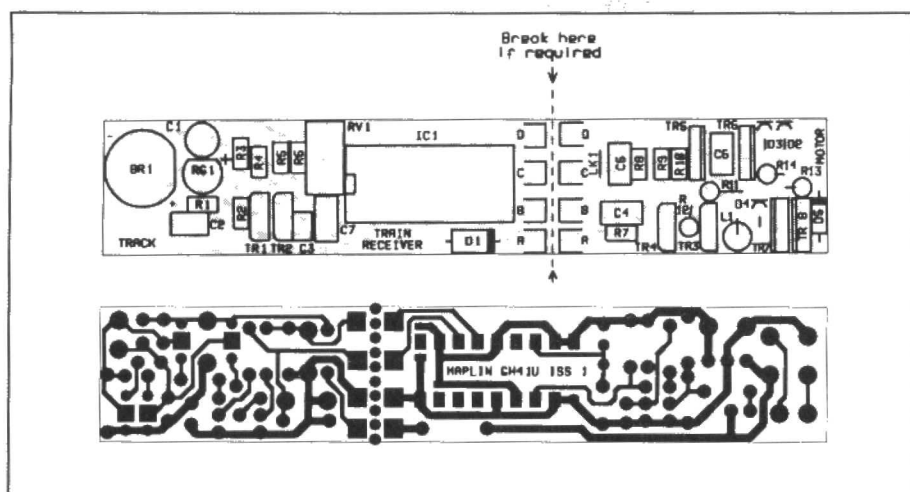 Break here
if required
C1
RV1
IC1
D
D
TR5
TR6
D3
D2
MOTOR
BR1
RG1
R3
R4
R5
R6
C
C
LK1
C5
R8
R9
R10
C6
R14
R13
R11
R1
C2
R2
B
B
C4
R
D4
L1
D5
TRACK
TR1
TR2
C3
C7
TRAIN
RECEIVER
D1
A
A
R7
TR4
TR3
TR7
TR8
MAPLIN GH41U ISS 1